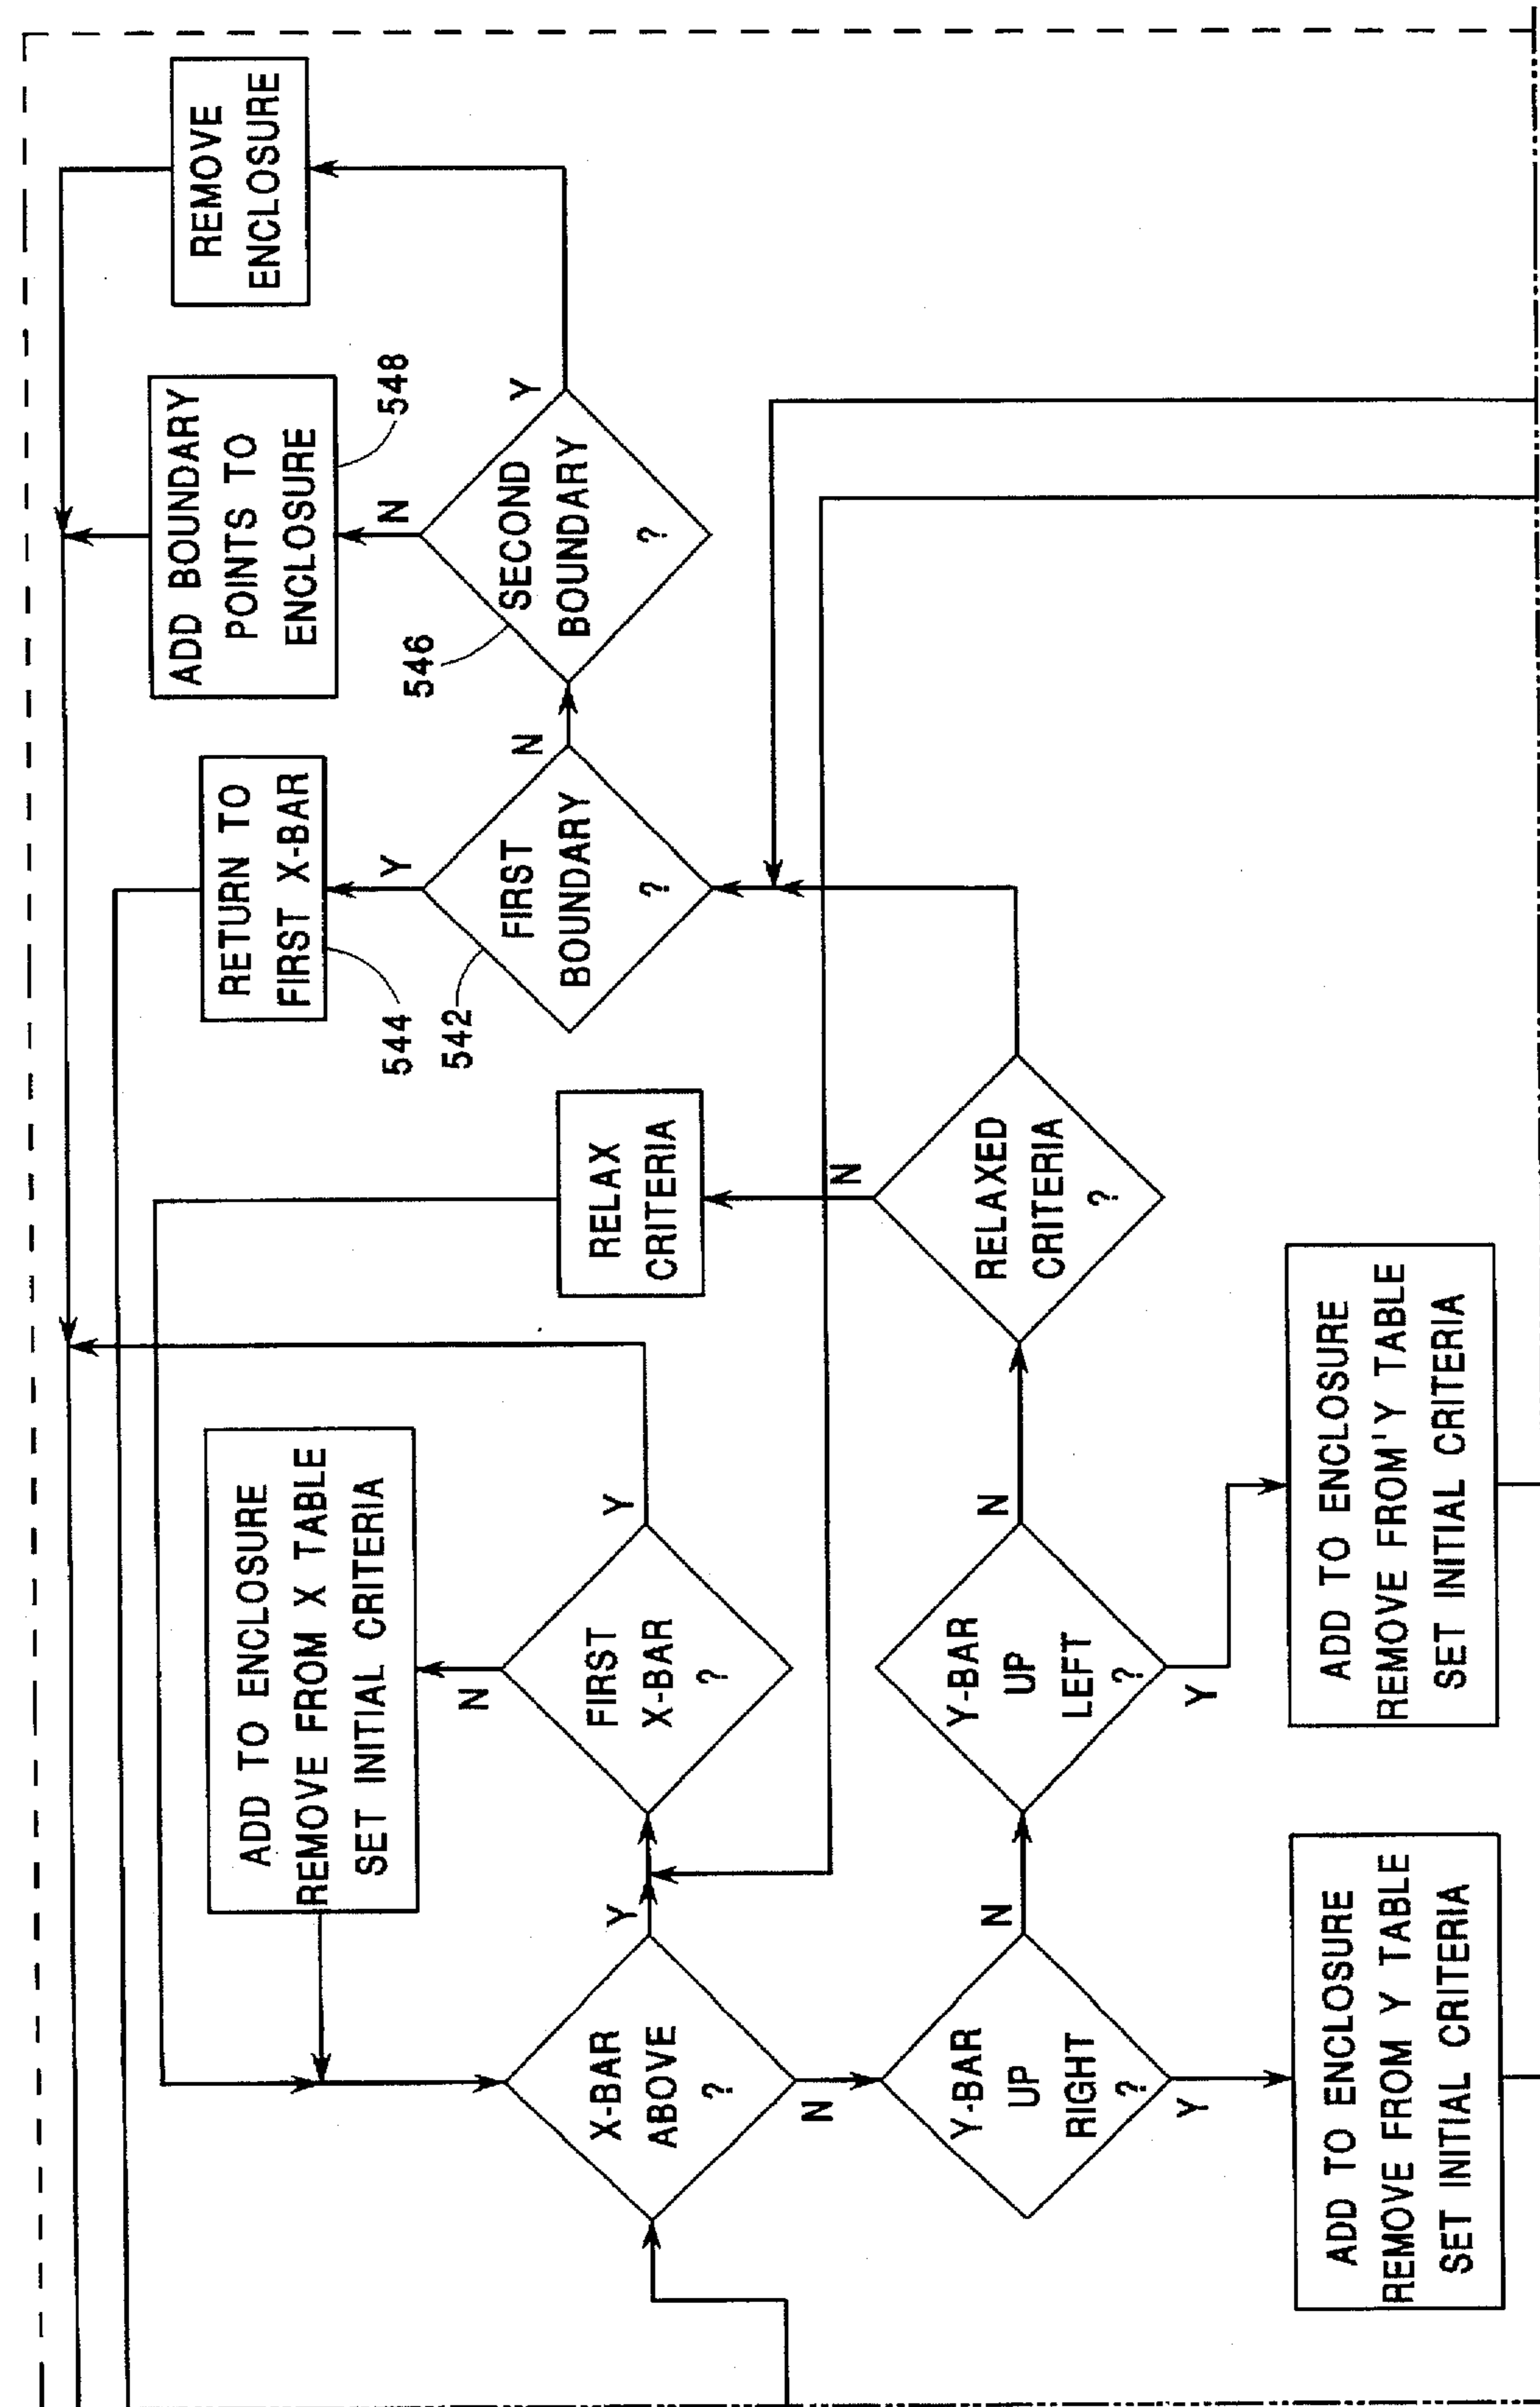 REMOVE
ENCLOSURE
ADD BOUNDARY
POINTS TO
ENCLOSURE
548
Y
N
SECOND
BOUNDARY
?
546
RETURN TO
FIRST X-BAR
544
Y
N
FIRST
BOUNDARY
?
542
RELAX
CRITERIA
N
RELAXED
CRITERIA
?
ADD TO ENCLOSURE
REMOVE FROM X TABLE
SET INITIAL CRITERIA
N
Y
FIRST
X-BAR
?
N
Y-BAR
UP
LEFT
?
Y
ADD TO ENCLOSURE
REMOVE FROM'Y TABLE
SET INITIAL CRITERIA
Y
X-BAR
ABOVE
?
N
N
Y-BAR
UP
RIGHT
?
Y
ADD TO ENCLOSURE
REMOVE FROM Y TABLE
SET INITIAL CRITERIA